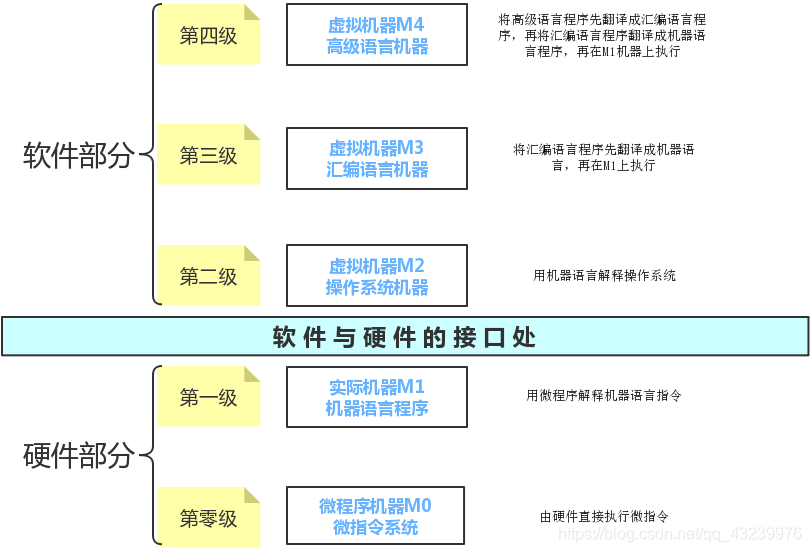 第四级
虚拟机器M4
高级语言机器
将高级语言程序先翻译成汇编语言程
序，再将汇编语言程序翻译成机器语
言程序，再在M1机器上执行
软件部分
第三级
虚拟机器M3
汇编语言机器
将汇编语言程序先翻译成机器语
言，再在M1上执行
第二级
虚拟机器M2
操作系统机器
用机器语言解释操作系统
软与硬件的接口处
第一级
实际机器M1
机器语言程序
用微程序解释机器语言指令
硬件部分
第零级
微程序机器M0
微指令系统
由硬件直接执行微指令
https://blog.csdn.net/qq_43239976